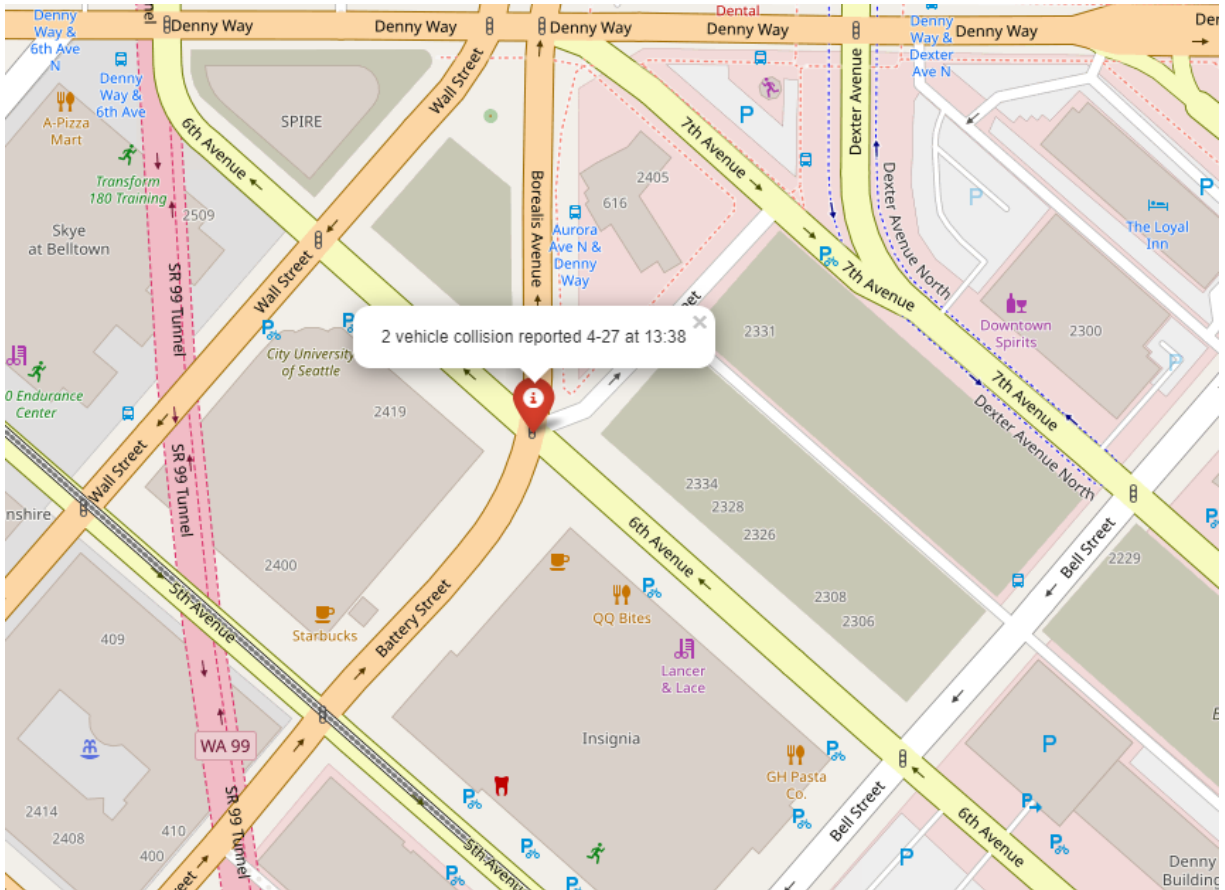 nnel
Denny Way
Denny Way
Denny Way
Dental
Denny Way
Denny Way
Den
Denny
Way &
6th Ave
N
Denny
Way &
6th Ave
Denny
Way &
Dexter
Ave N
A-Pizza
Mart
SPIRE
Wall Street
6th Avenue
7th Avenue
Dexter Avenue
P
P
P
Transform
180 Training
2509
2405
616
Borealis Avenue
Dexter Avenue North
The Loyal
Inn
Skye
at Belltown
Aurora
Ave N &
Denny
Way
P
7th Avenue
SR 99 Tunnel
Wall Street
P
P
2 vehicle collision reported 4-27 at 13:38
×
City University
of Seattle
2331
Downtown
Spirits
2300
P
0 Endurance
Center
2419
7th Avenue
Dexter Avenue North
Wall Street
SR 99 Tunnel
nshire
2334
2328
2326
P
Bell Street
2229
2400
6th Avenue
5th Avenue
Starbucks
Battery Street
QQ Bites
P
2308
2306
409
Lancer
& Lace
WA 99
Insignia
P
P
GH Pasta
Co.
SR 99 Tunnel
2414
2408
410
400
P
P
P
P
Bell Street
6th Avenue
P
P
P
5th Avenue
P
reet
Denny
Building